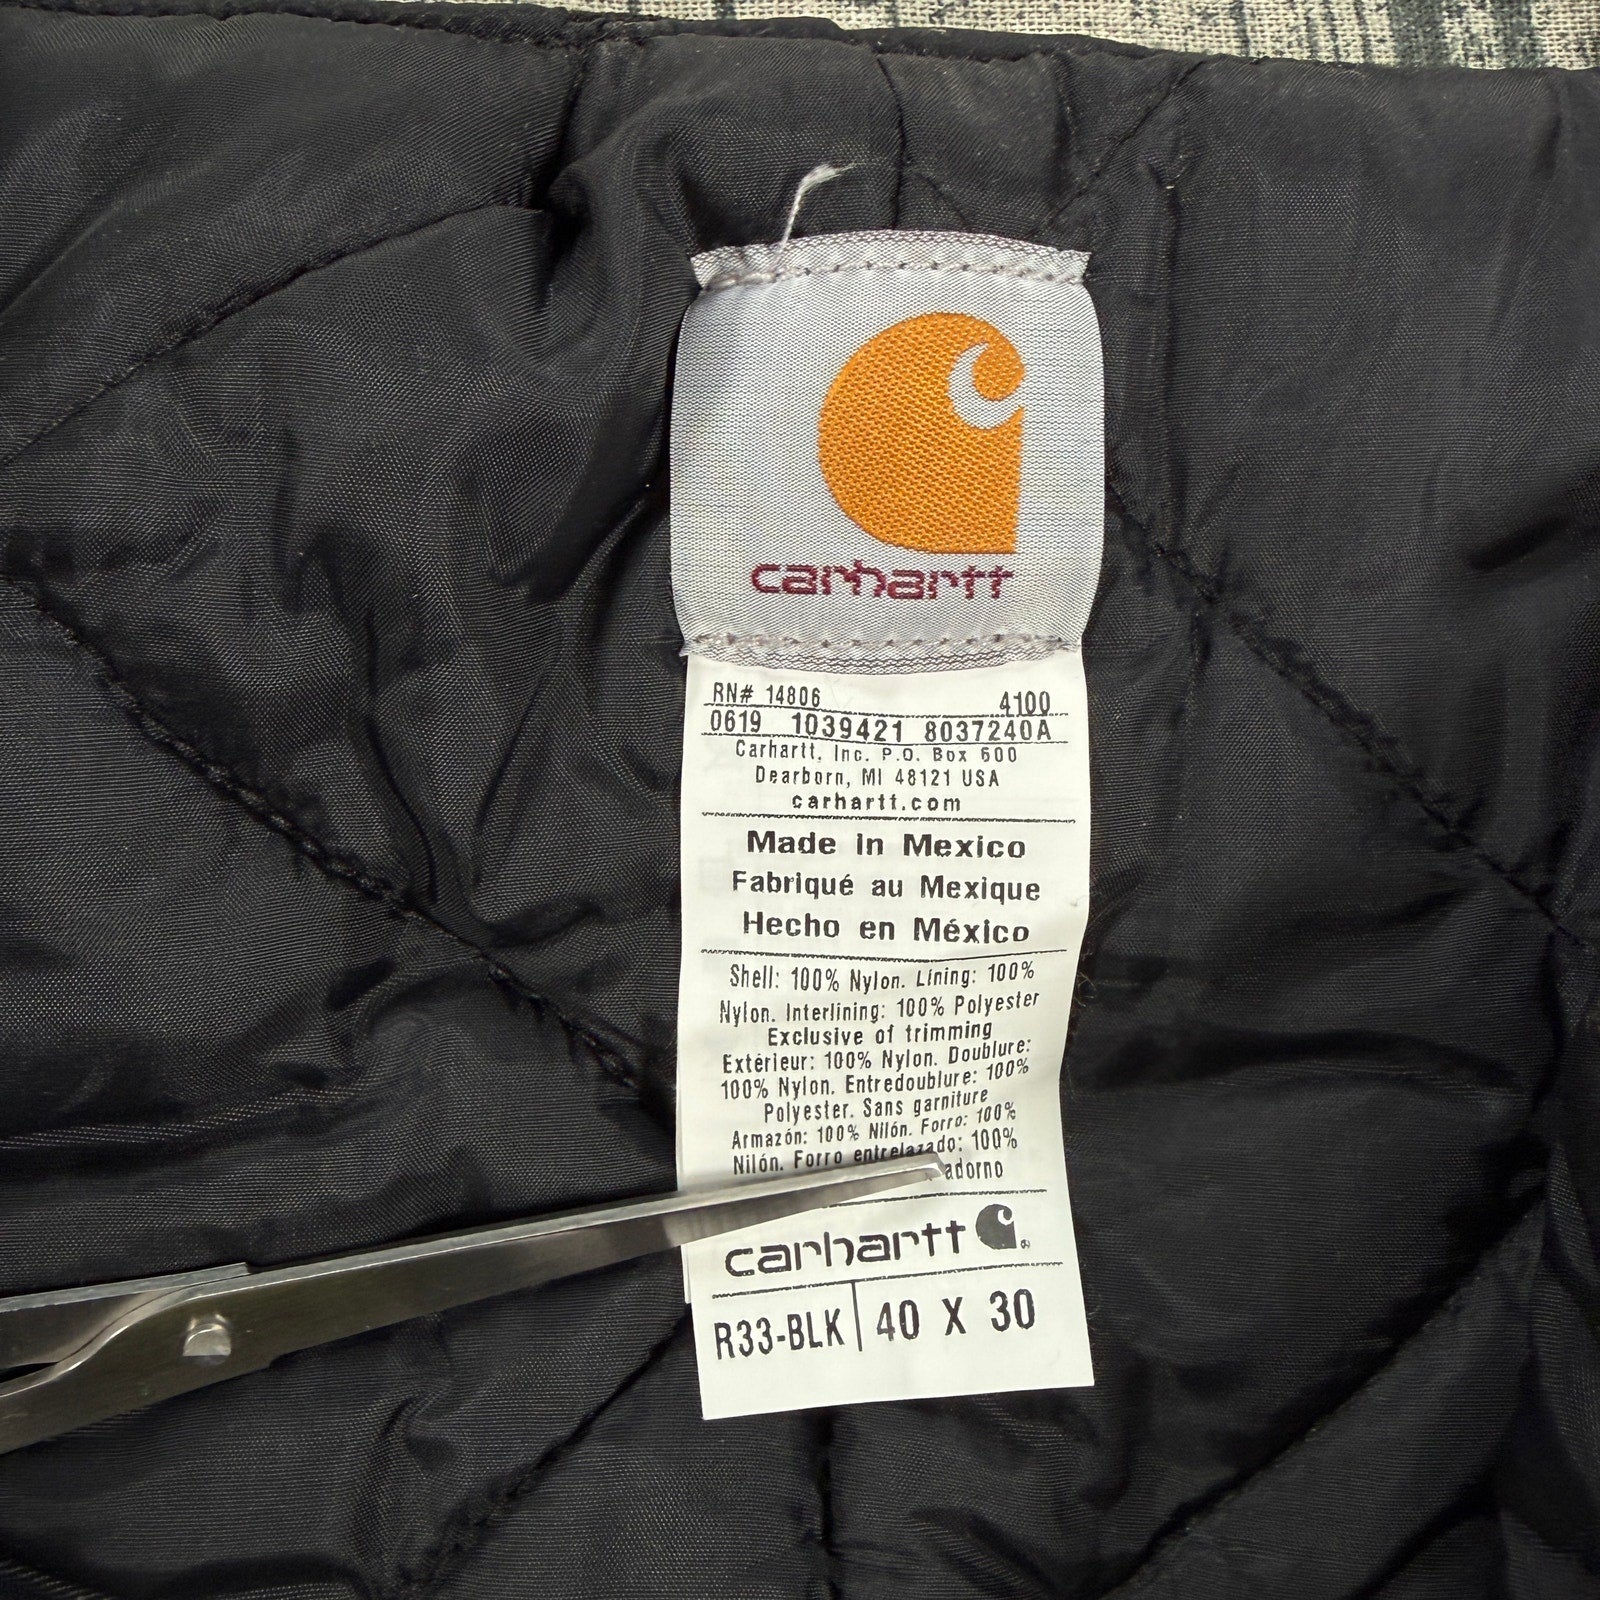 carhartt
RN# 14806 4100
0619 1039421 8037240A
Carhartt, Inc. P.O. Box 600
Dearborn, MI 48121 USA
carhartt.com
Made in Mexico
Fabriqué au Mexique
Hecho en México
Shell: 100% Nylon. Lining: 100%
Nylon. Interlining: 100% Polyester
Exclusive of trimming
Extérieur: 100% Nylon. Doublure:
100% Nylon. Entredoublure: 100%
Polyester. Sans garniture
Armazón: 100% Nilón. Forro: 100%
Nilón. Forro entrelazado: 100%
adorno
carhartt ®
R33-BLK 40 X 30